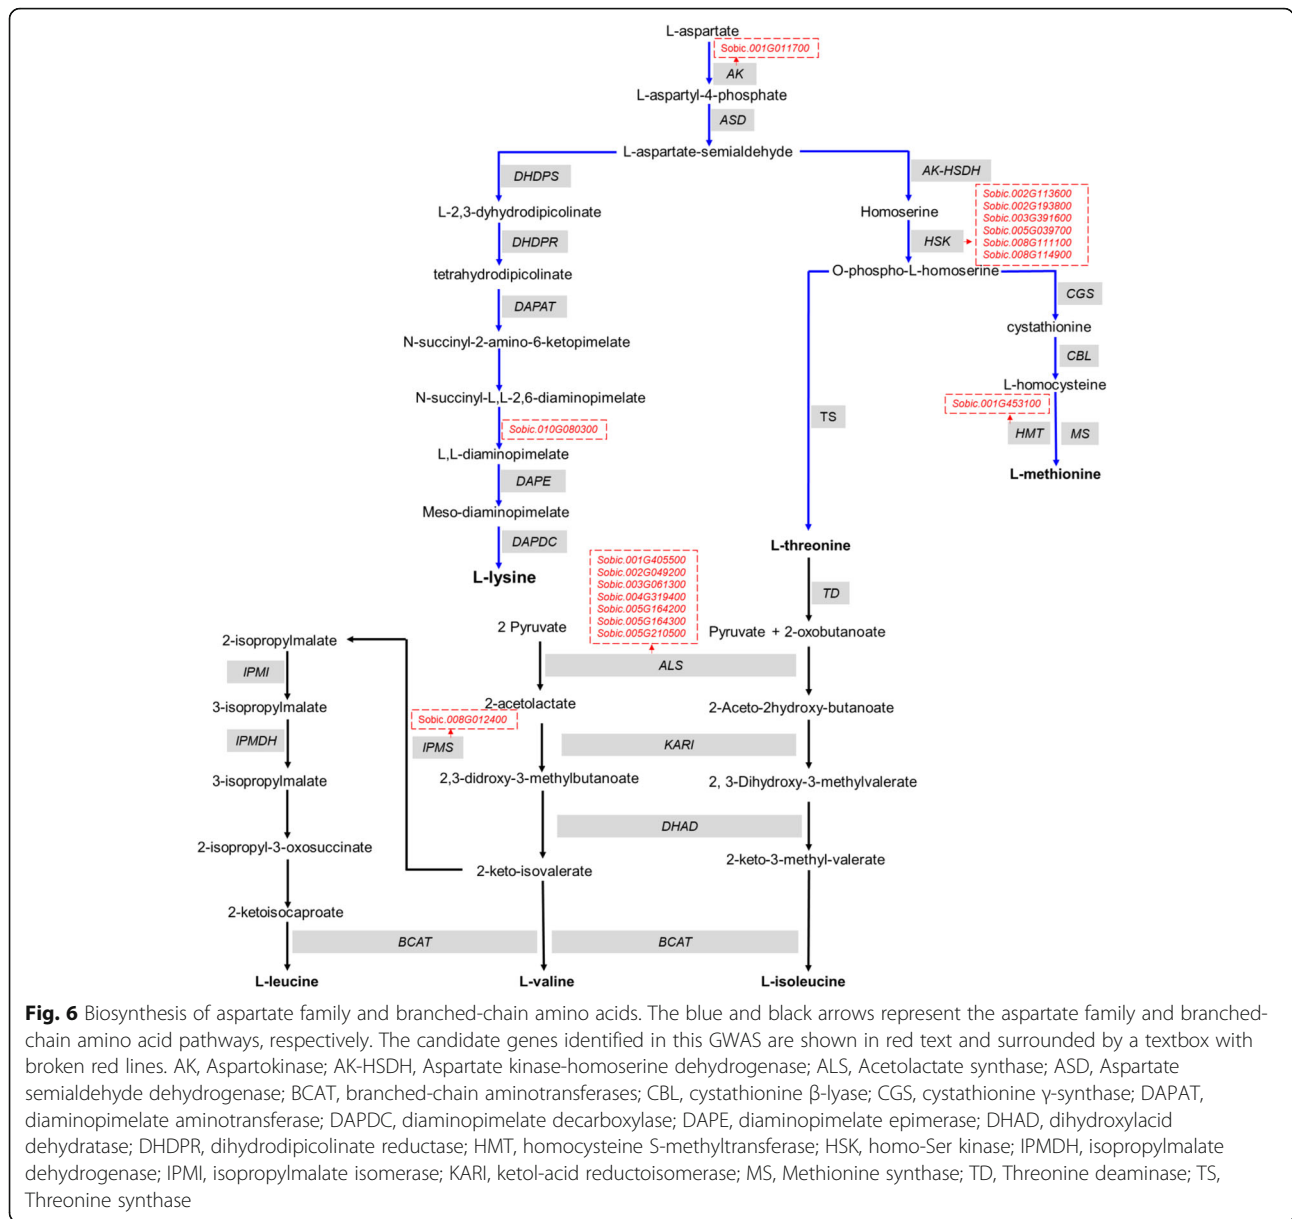 L-aspartate
Sobic.001G011700
AK
L-aspartyl-4-phosphate
ASD
L-aspartate-semialdehyde
DHDPS
AK-HSDH
L-2,3-dyhydrodipicolinate
Homoserine
Sobic.002G113600
Sobic.002G193800
Sobic.003G391600
Sobic.005G039700
Sobic.008G111100
Sobic.008G114900
DHDPR
HSK
tetrahydrodipicolinate
O-phospho-L-homoserine
DAPAT
CGS
N-succinyl-2-amino-6-ketopimelate
cystathionine
CBL
N-succinyl-L,L-2,6-diaminopimelate
L-homocysteine
Sobic.001G453100
TS
Sobic.010G080300
HMT
MS
L,L-diaminopimelate
L-methionine
DAPE
Meso-diaminopimelate
DAPDC
L-threonine
L-lysine
Sobic.001G405500
Sobic.002G049200
Sobic.003G061300
Sobic.004G319400
Sobic.005G164200
Sobic.005G164300
Sobic.005G210500
TD
2 Pyruvate
Pyruvate + 2-oxobutanoate
2-isopropylmalate
IPMI
ALS
3-isopropylmalate
2-acetolactate
2-Aceto-2hydroxy-butanoate
Sobic.008G012400
IPMDH
IPMS
KARI
3-isopropylmalate
2,3-didroxy-3-methylbutanoate
2, 3-Dihydroxy-3-methylvalerate
DHAD
2-isopropyl-3-oxosuccinate
2-keto-isovalerate
2-keto-3-methyl-valerate
2-ketoisocaproate
BCAT
BCAT
L-leucine
L-valine
L-isoleucine
Fig. 6 Biosynthesis of aspartate family and branched-chain amino acids. The blue and black arrows represent the aspartate family and branched-
chain amino acid pathways, respectively. The candidate genes identified in this GWAS are shown in red text and surrounded by a textbox with
broken red lines. AK, Aspartokinase; AK-HSDH, Aspartate kinase-homoserine dehydrogenase; ALS, Acetolactate synthase; ASD, Aspartate
semialdehyde dehydrogenase; BCAT, branched-chain aminotransferases; CBL, cystathionine β-lyase; CGS, cystathionine γ-synthase; DAPAT,
diaminopimelate aminotransferase; DAPDC, diaminopimelate decarboxylase; DAPE, diaminopimelate epimerase; DHAD, dihydroxylacid
dehydratase; DHDPR, dihydrodipicolinate reductase; HMT, homocysteine S-methyltransferase; HSK, homo-Ser kinase; IPMDH, isopropylmalate
dehydrogenase; IPMI, isopropylmalate isomerase; KARI, ketol-acid reductoisomerase; MS, Methionine synthase; TD, Threonine deaminase; TS,
Threonine synthase